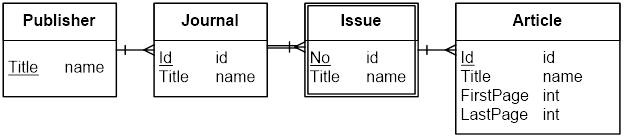 Publisher
Title name
Journal
Id id
Title name
Issue
No id
Title name
Article
Id id
Title name
FirstPage int
LastPage int